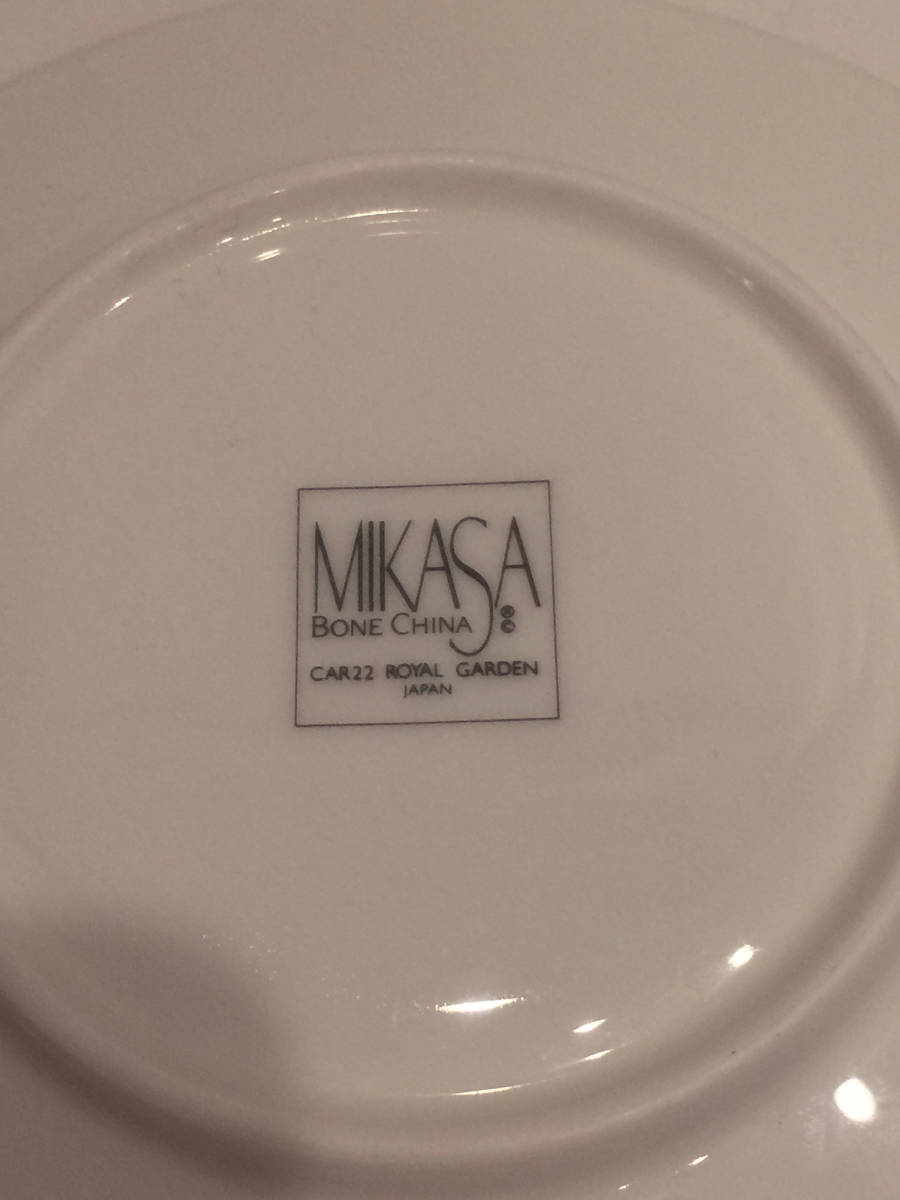 MIKASA
BONE CHINA ® ©
CAR22 ROYAL GARDEN
JAPAN